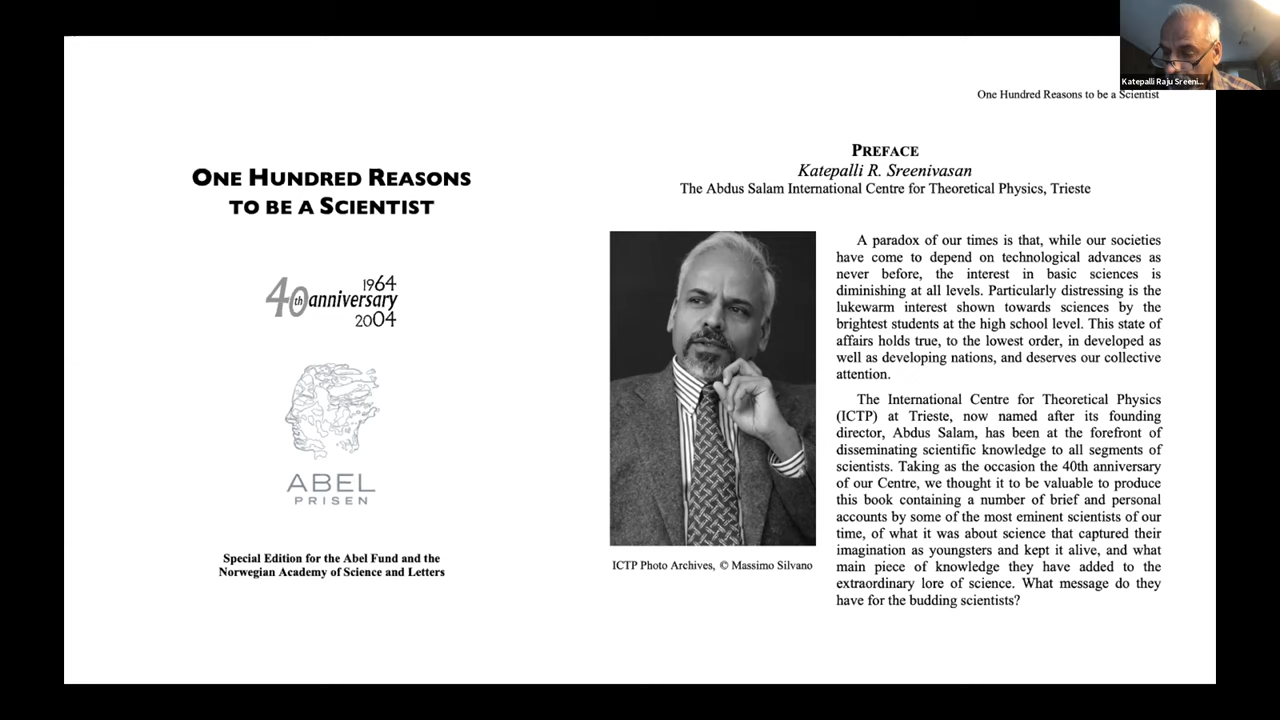 Katepalli Raju Sreeni...
One Hundred Reasons to be a Scientist
ONE HUNDRED REASONS
TO BE A SCIENTIST
40th anniversary
1964
2004
ABEL
PRISEN
Special Edition for the Abel Fund and the
Norwegian Academy of Science and Letters
PREFACE
Katepalli R. Sreenivasan
The Abdus Salam International Centre for Theoretical Physics, Trieste
ICTP Photo Archives, © Massimo Silvano
A paradox of our times is that, while our societies
have come to depend on technological advances as
never before, the interest in basic sciences is
diminishing at all levels. Particularly distressing is the
lukewarm interest shown towards sciences by the
brightest students at the high school level. This state of
affairs holds true, to the lowest order, in developed as
well as developing nations, and deserves our collective
attention.
The International Centre for Theoretical Physics
(ICTP) at Trieste, now named after its founding
director, Abdus Salam, has been at the forefront of
disseminating scientific knowledge to all segments of
scientists. Taking as the occasion the 40th anniversary
of our Centre, we thought it to be valuable to produce
this book containing a number of brief and personal
accounts by some of the most eminent scientists of our
time, of what it was about science that captured their
imagination as youngsters and kept it alive, and what
main piece of knowledge they have added to the
extraordinary lore of science. What message do they
have for the budding scientists?